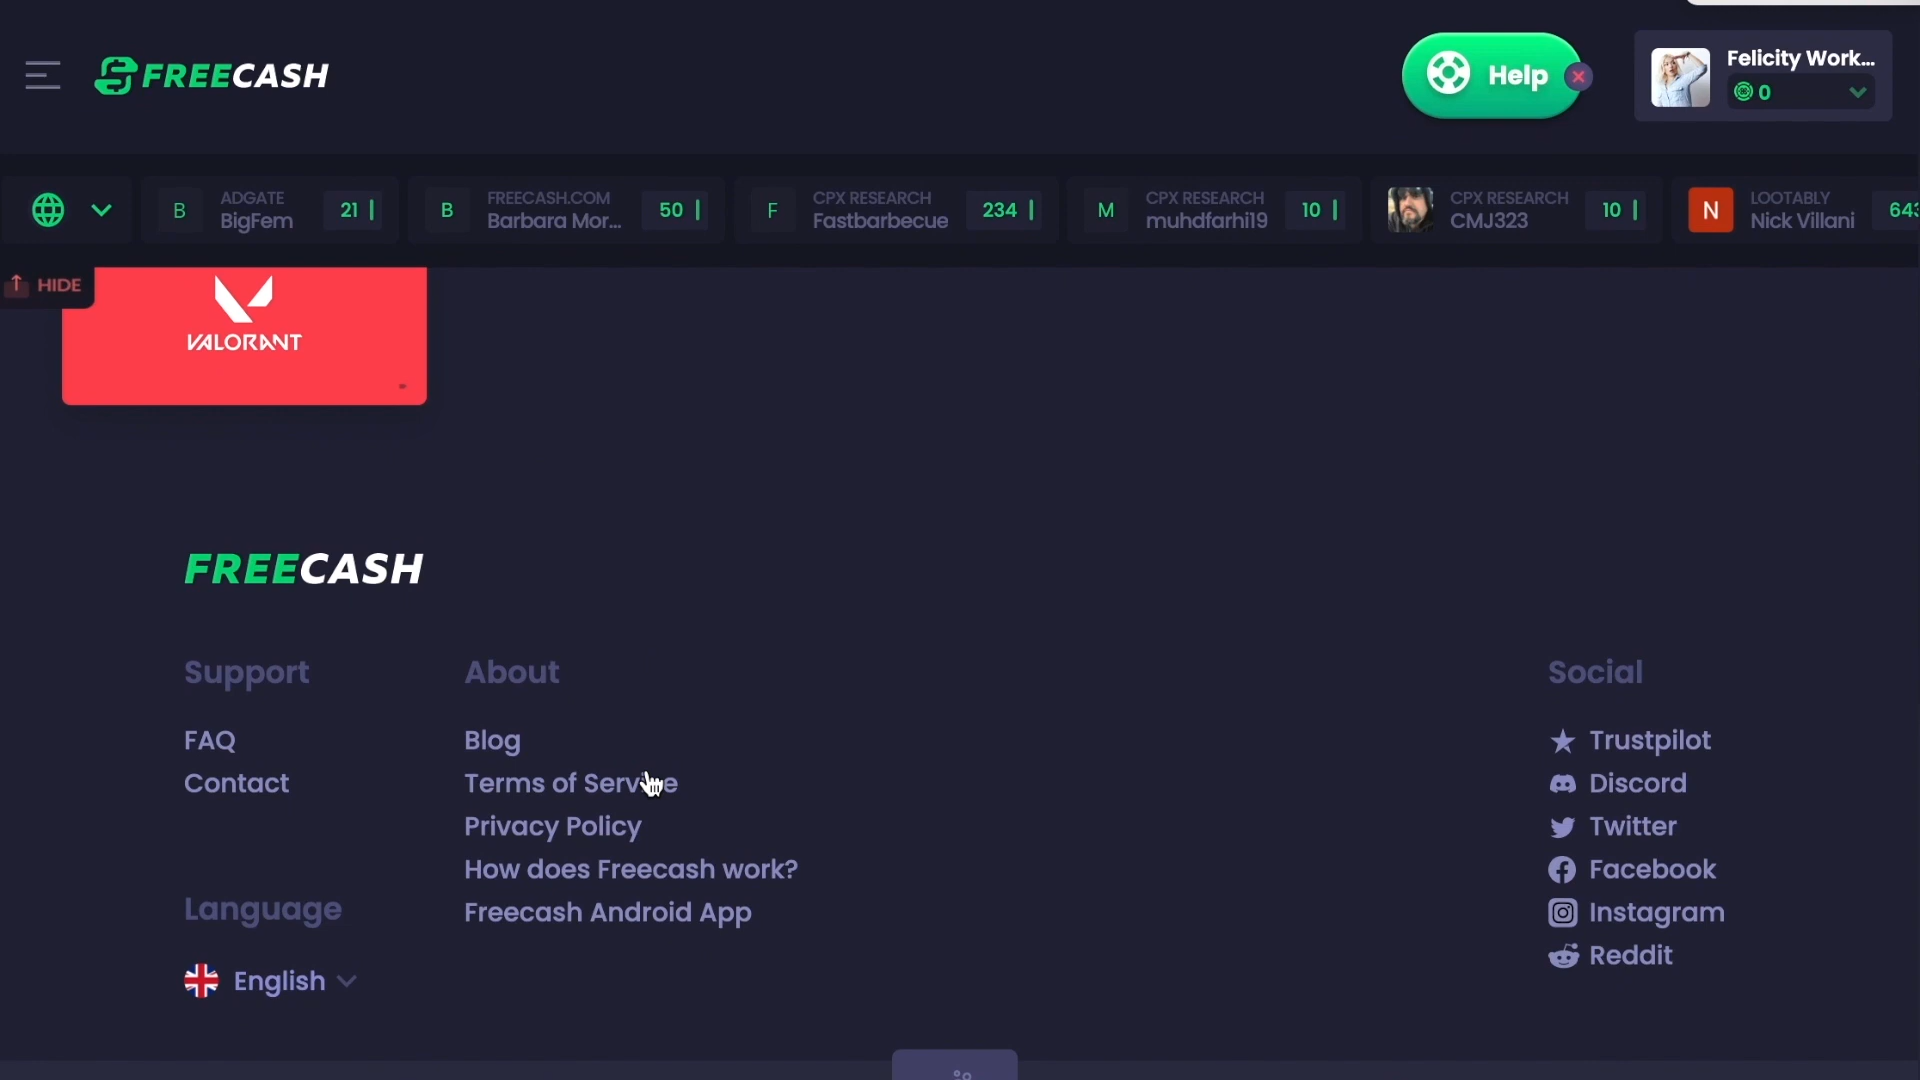 FREECASH
Help
Felicity Work...
0
B
ADGATE
BigFem
21
B
FREECASH.COM
Barbara Mor...
50
F
CPX RESEARCH
Fastbarbecue
234
M
CPX RESEARCH
muhdfarhi19
10
CPX RESEARCH
CMJ323
10
N
LOOTABLY
Nick Villani
643
HIDE
VALORANT
FREECASH
Support
FAQ
Contact
About
Blog
Terms of Service
Privacy Policy
How does Freecash work?
Freecash Android App
Social
Trustpilot
Discord
Twitter
Facebook
Instagram
Reddit
Language
English